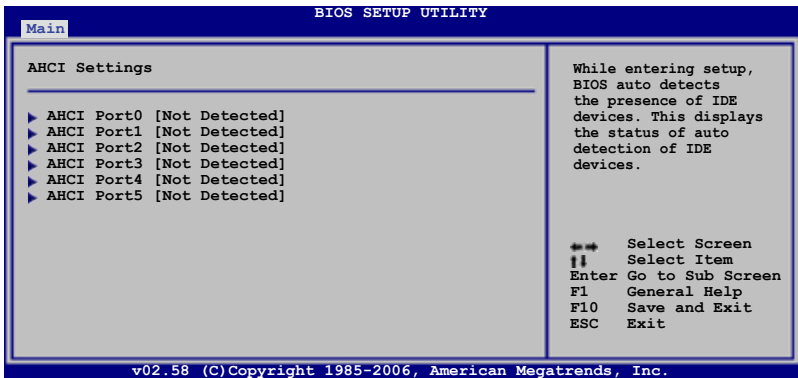 BIOS SETUP UTILITY
Main
AHCI Settings
AHCI Port0 [Not Detected]
AHCI Port1 [Not Detected]
AHCI Port2 [Not Detected]
AHCI Port3 [Not Detected]
AHCI Port4 [Not Detected]
AHCI Port5 [Not Detected]
While entering setup,
BIOS auto detects
the presence of IDE
devices. This displays
the status of auto
detection of IDE
devices.
Select Screen
Select Item
Enter Go to Sub Screen
F1 General Help
F10 Save and Exit
ESC Exit
v02.58 (C)Copyright 1985-2006, American Megatrends, Inc.